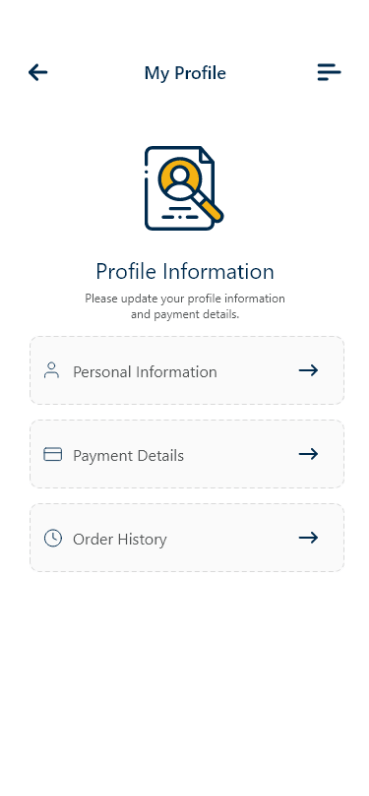 My Profile
Profile Information
Please update your profile information
and payment details.
Personal Information
Payment Details
Order History